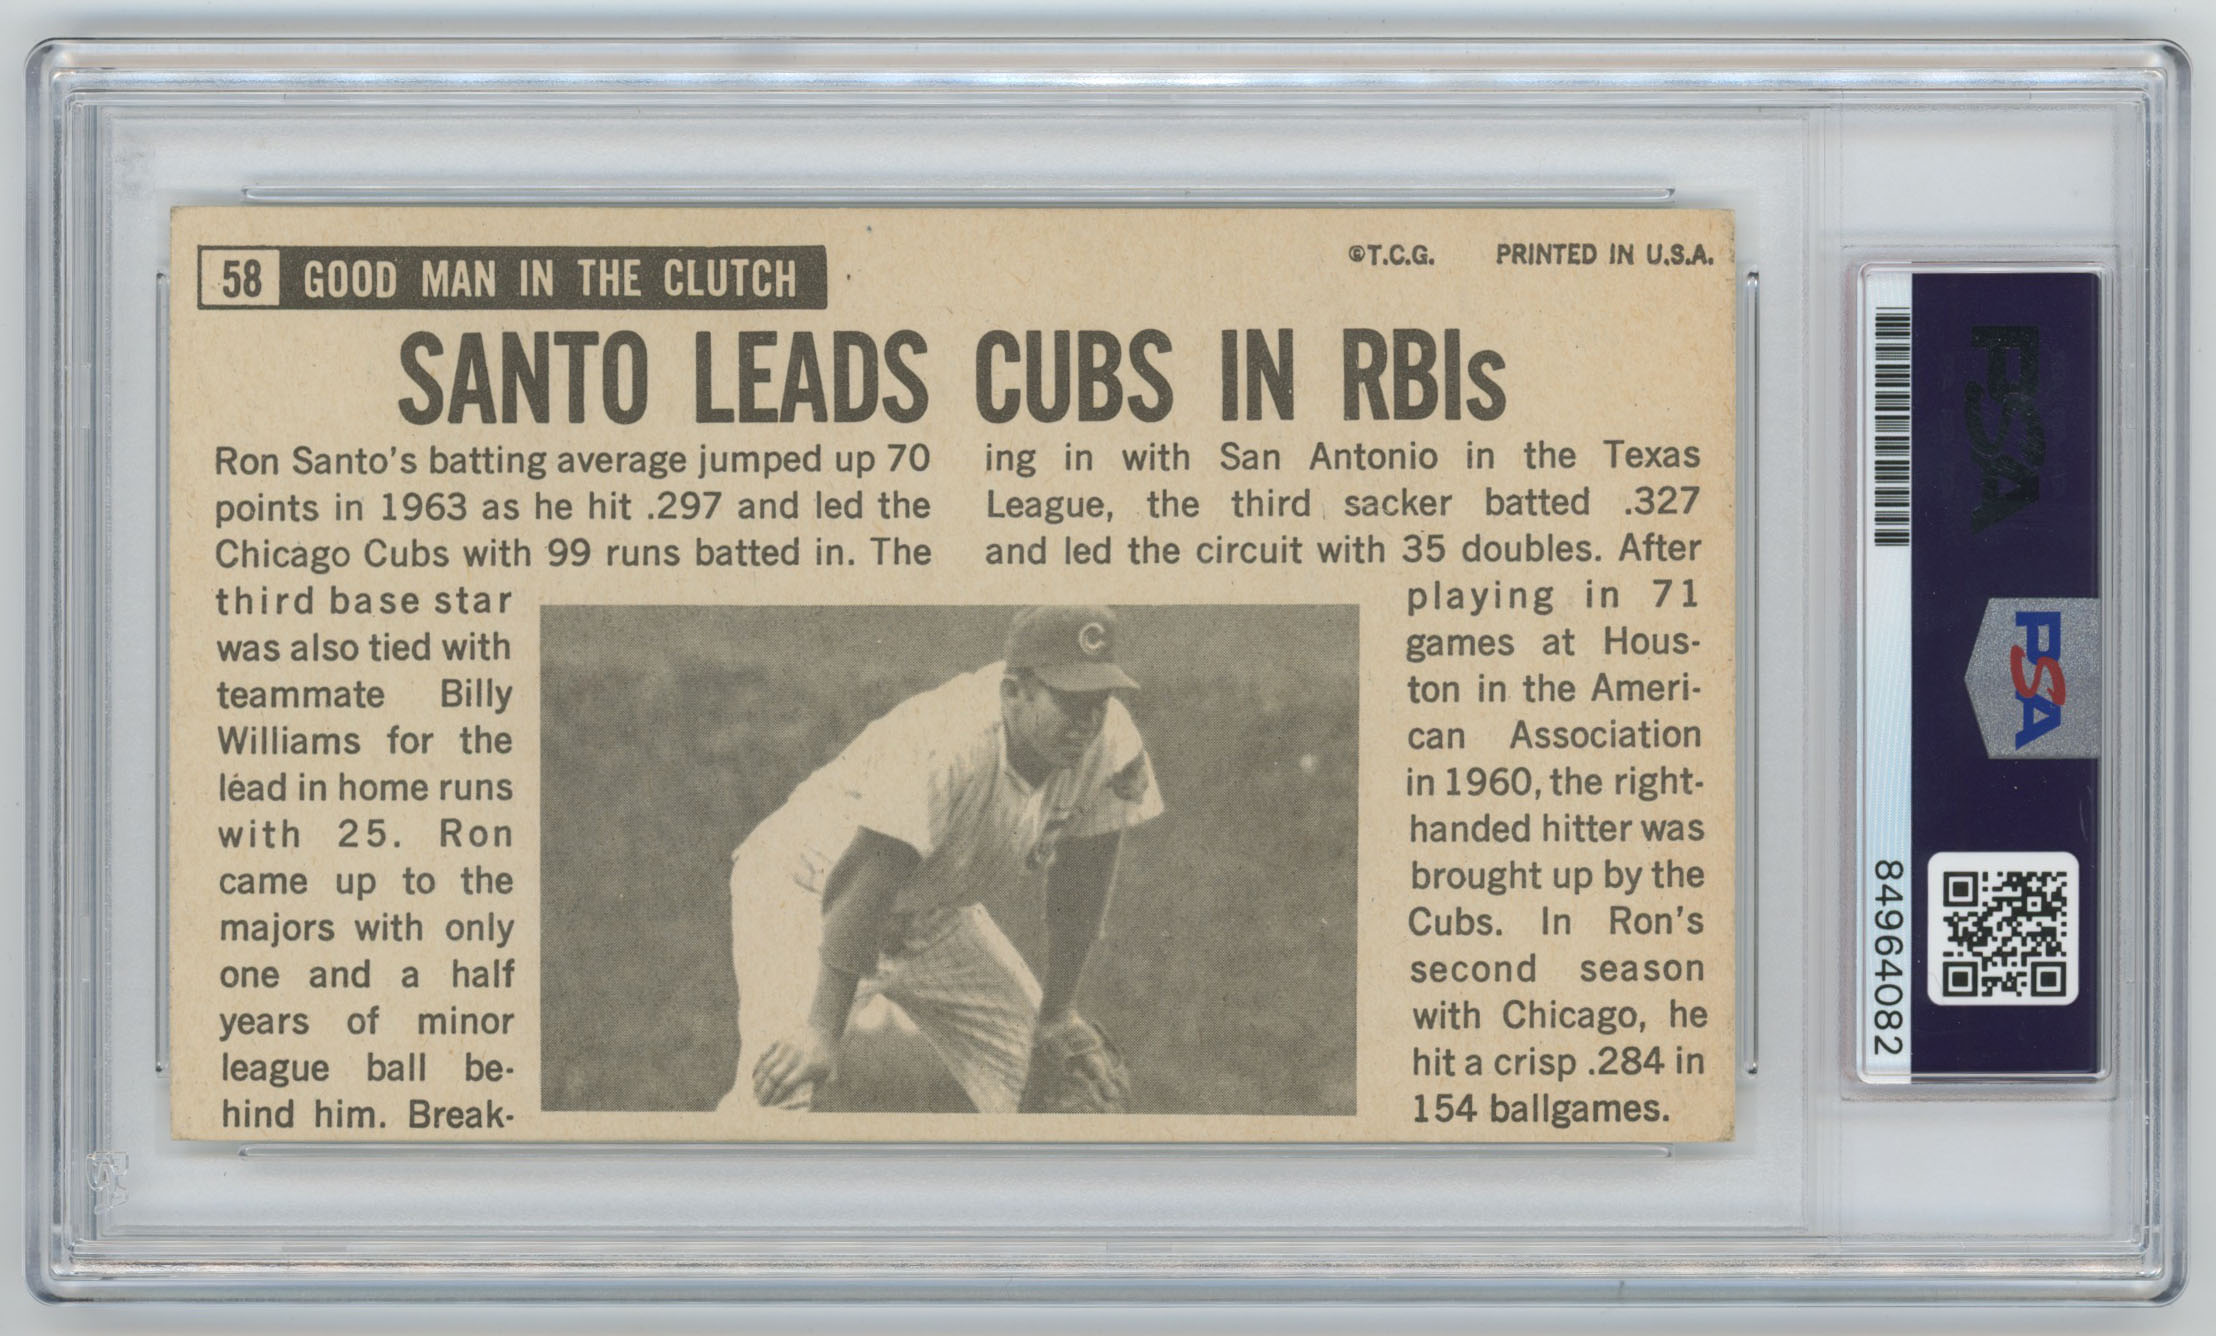 58 GOOD MAN IN THE CLUTCH
©T.C.G. PRINTED IN U.S.A.
SANTO LEADS CUBS IN RBIs
Ron Santo's batting average jumped up 70
points in 1963 as he hit .297 and led the
Chicago Cubs with 99 runs batted in. The
third base star
was also tied with
teammate Billy
Williams for the
lead in home runs
with 25. Ron
came up to the
majors with only
one and a half
years of minor
league ball be-
hind him. Break-
ing in with San Antonio in the Texas
League, the third sacker batted .327
and led the circuit with 35 doubles. After
playing in 71
games at Hous-
ton in the Ameri-
can Association
in 1960, the right-
handed hitter was
brought up by the
Cubs. In Ron's
second season
with Chicago, he
hit a crisp .284 in
154 ballgames.
C
PSA
PSA
84964082
PSA